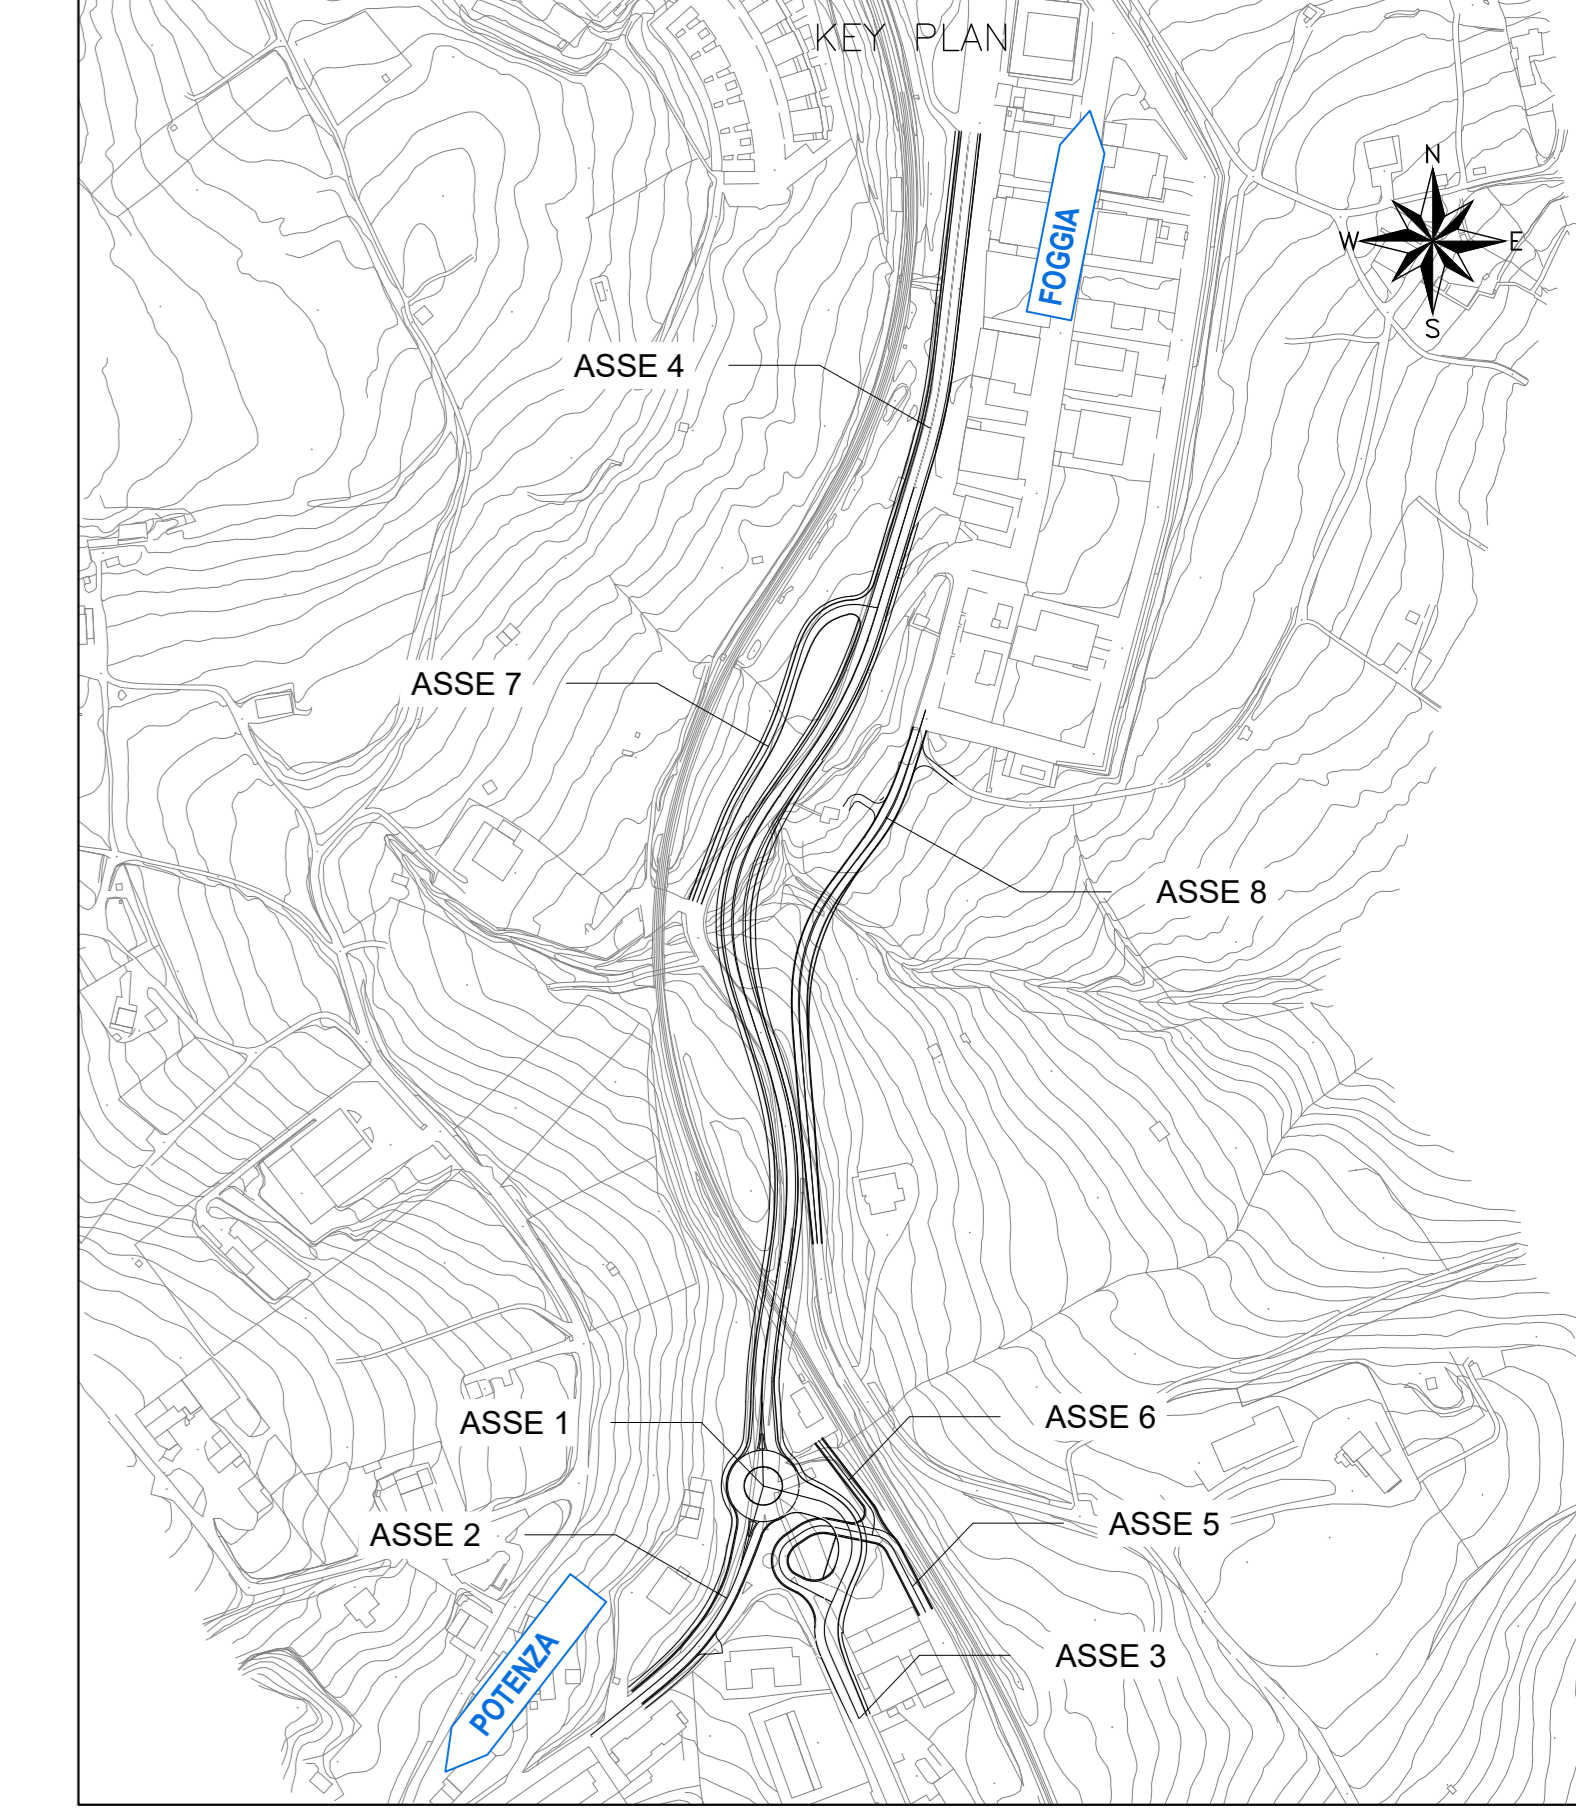 KEY PLAN
FOGGIA
N
W
E
S
ASSE 4
ASSE 7
ASSE 8
ASSE 1
ASSE 6
ASSE 2
ASSE 5
POTENZA
ASSE 3